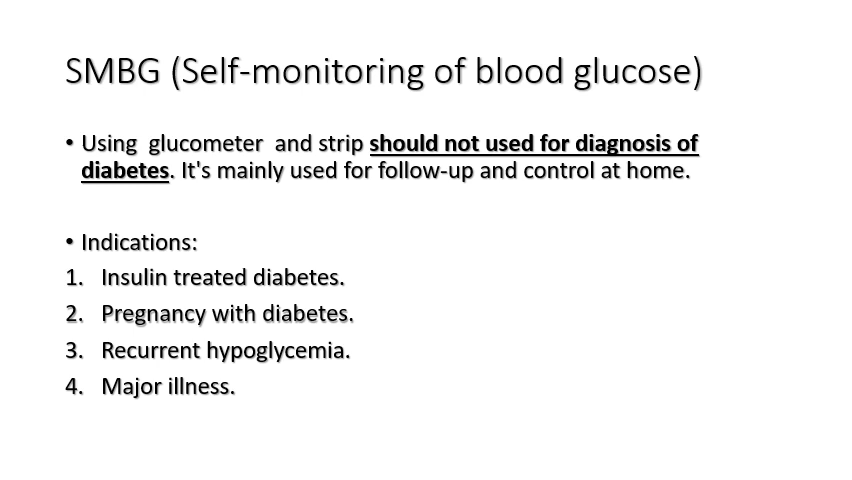 SMBG (Self-monitoring of blood glucose)
• Using  glucometer  and strip should not used for diagnosis of
diabetes. It's mainly used for follow-up and control at home.
• Indications:
1. Insulin treated diabetes.
2. Pregnancy with diabetes.
3. Recurrent hypoglycemia.
4. Major illness.